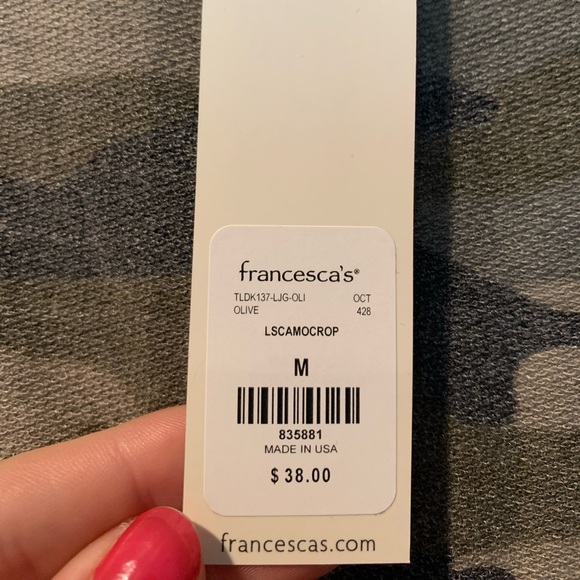 francesca's®
TLDK137-LJG-OLI OCT
OLIVE 428
LSCAMOCROP
M
835881
MADE IN USA
$ 38.00
francescas.com